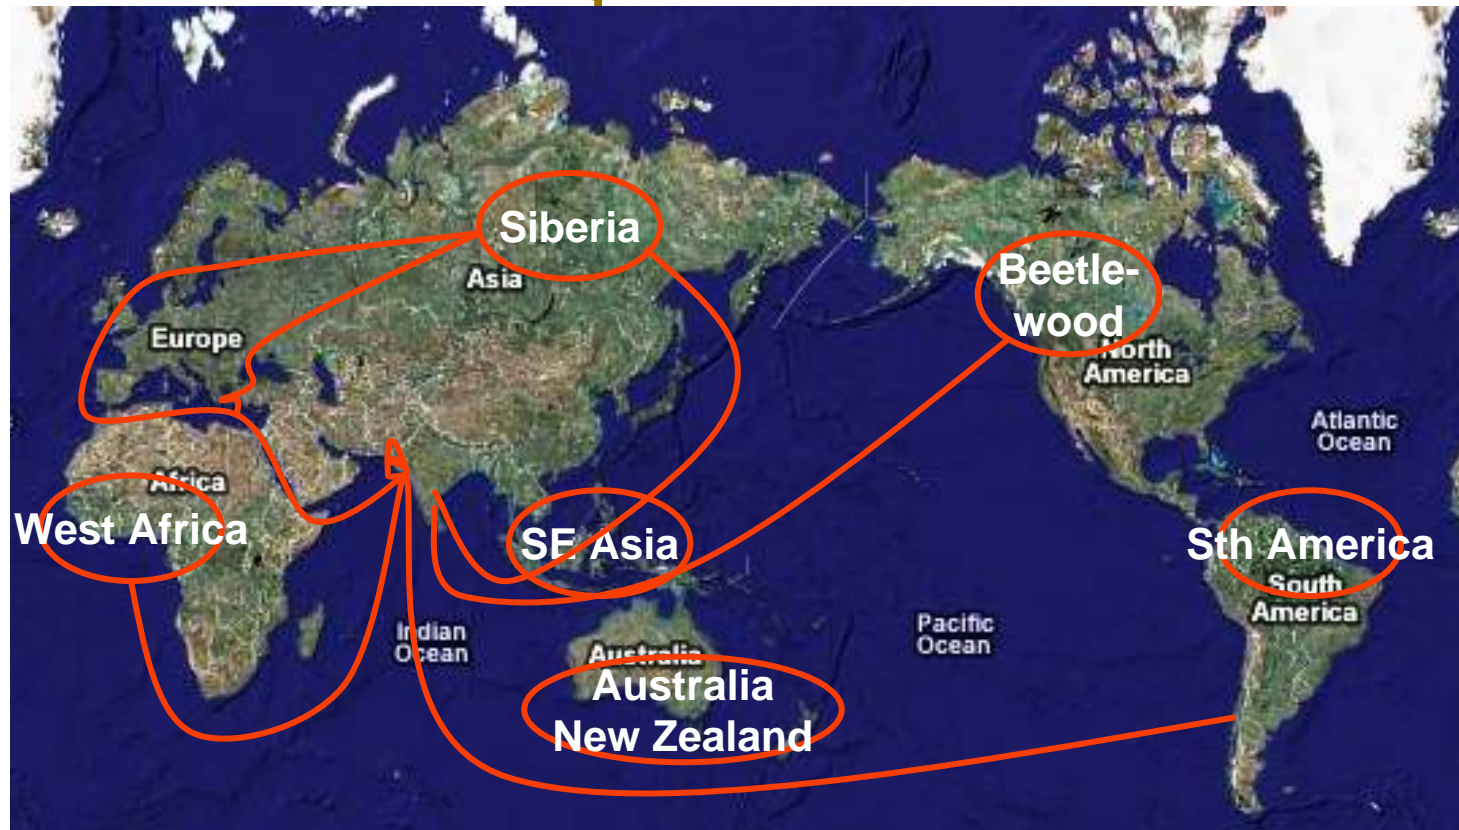 Siberia
Asia
Beetle-
wood
Europe
North
America
Atlantic
Ocean
Africa
West Africa
SE Asia
Sth America
South
America
Indian
Ocean
Pacific
Ocean
Australia
Australia
New Zealand